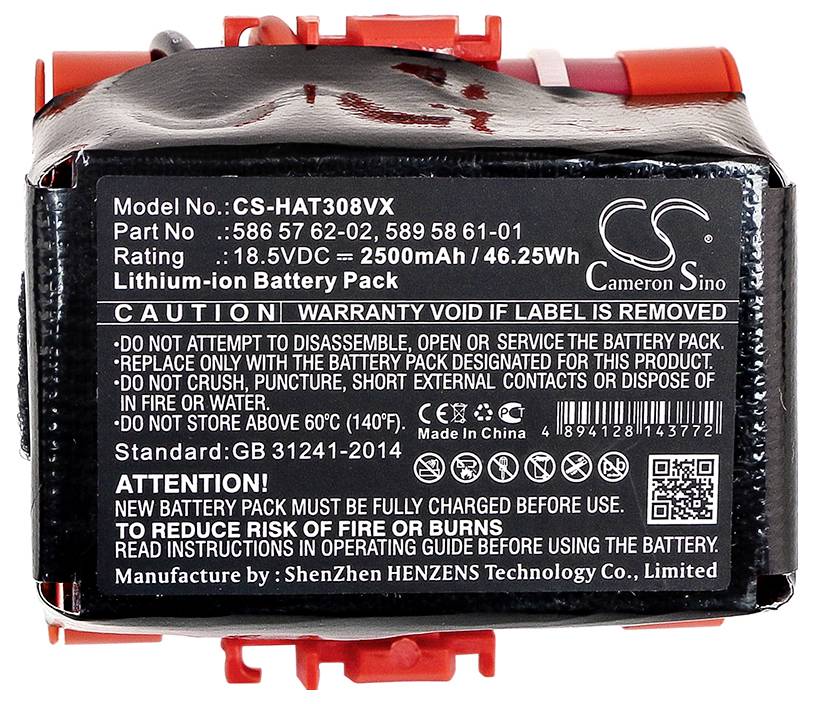 Model No.:CS-HAT308VX
Part No .:586 57 62-02, 589 58 61-01
Rating .:18.5VDC ⎓ 2500mAh / 46.25Wh
Lithium-ion Battery Pack
CS®
Cameron Sino
CAUTION | WARRANTY VOID IF LABEL IS REMOVED
·DO NOT ATTEMPT TO DISASSEMBLE, OPEN OR SERVICE THE BATTERY PACK.
·REPLACE ONLY WITH THE BATTERY PACK DESIGNATED FOR THIS PRODUCT.
·DO NOT CRUSH, PUNCTURE, SHORT EXTERNAL CONTACTS OR DISPOSE OF
IN FIRE OR WATER.
·DO NOT STORE ABOVE 60°C (140°F).
CE
Made In China
4 894128 143772
Standard:GB 31241-2014
ATTENTION!
NEW BATTERY PACK MUST BE FULLY CHARGED BEFORE USE.
TO REDUCE RISK OF FIRE OR BURNS
READ INSTRUCTIONS IN OPERATING GUIDE BEFORE USING THE BATTERY.
Manufacture by : ShenZhen HENZENS Technology Co., Limited